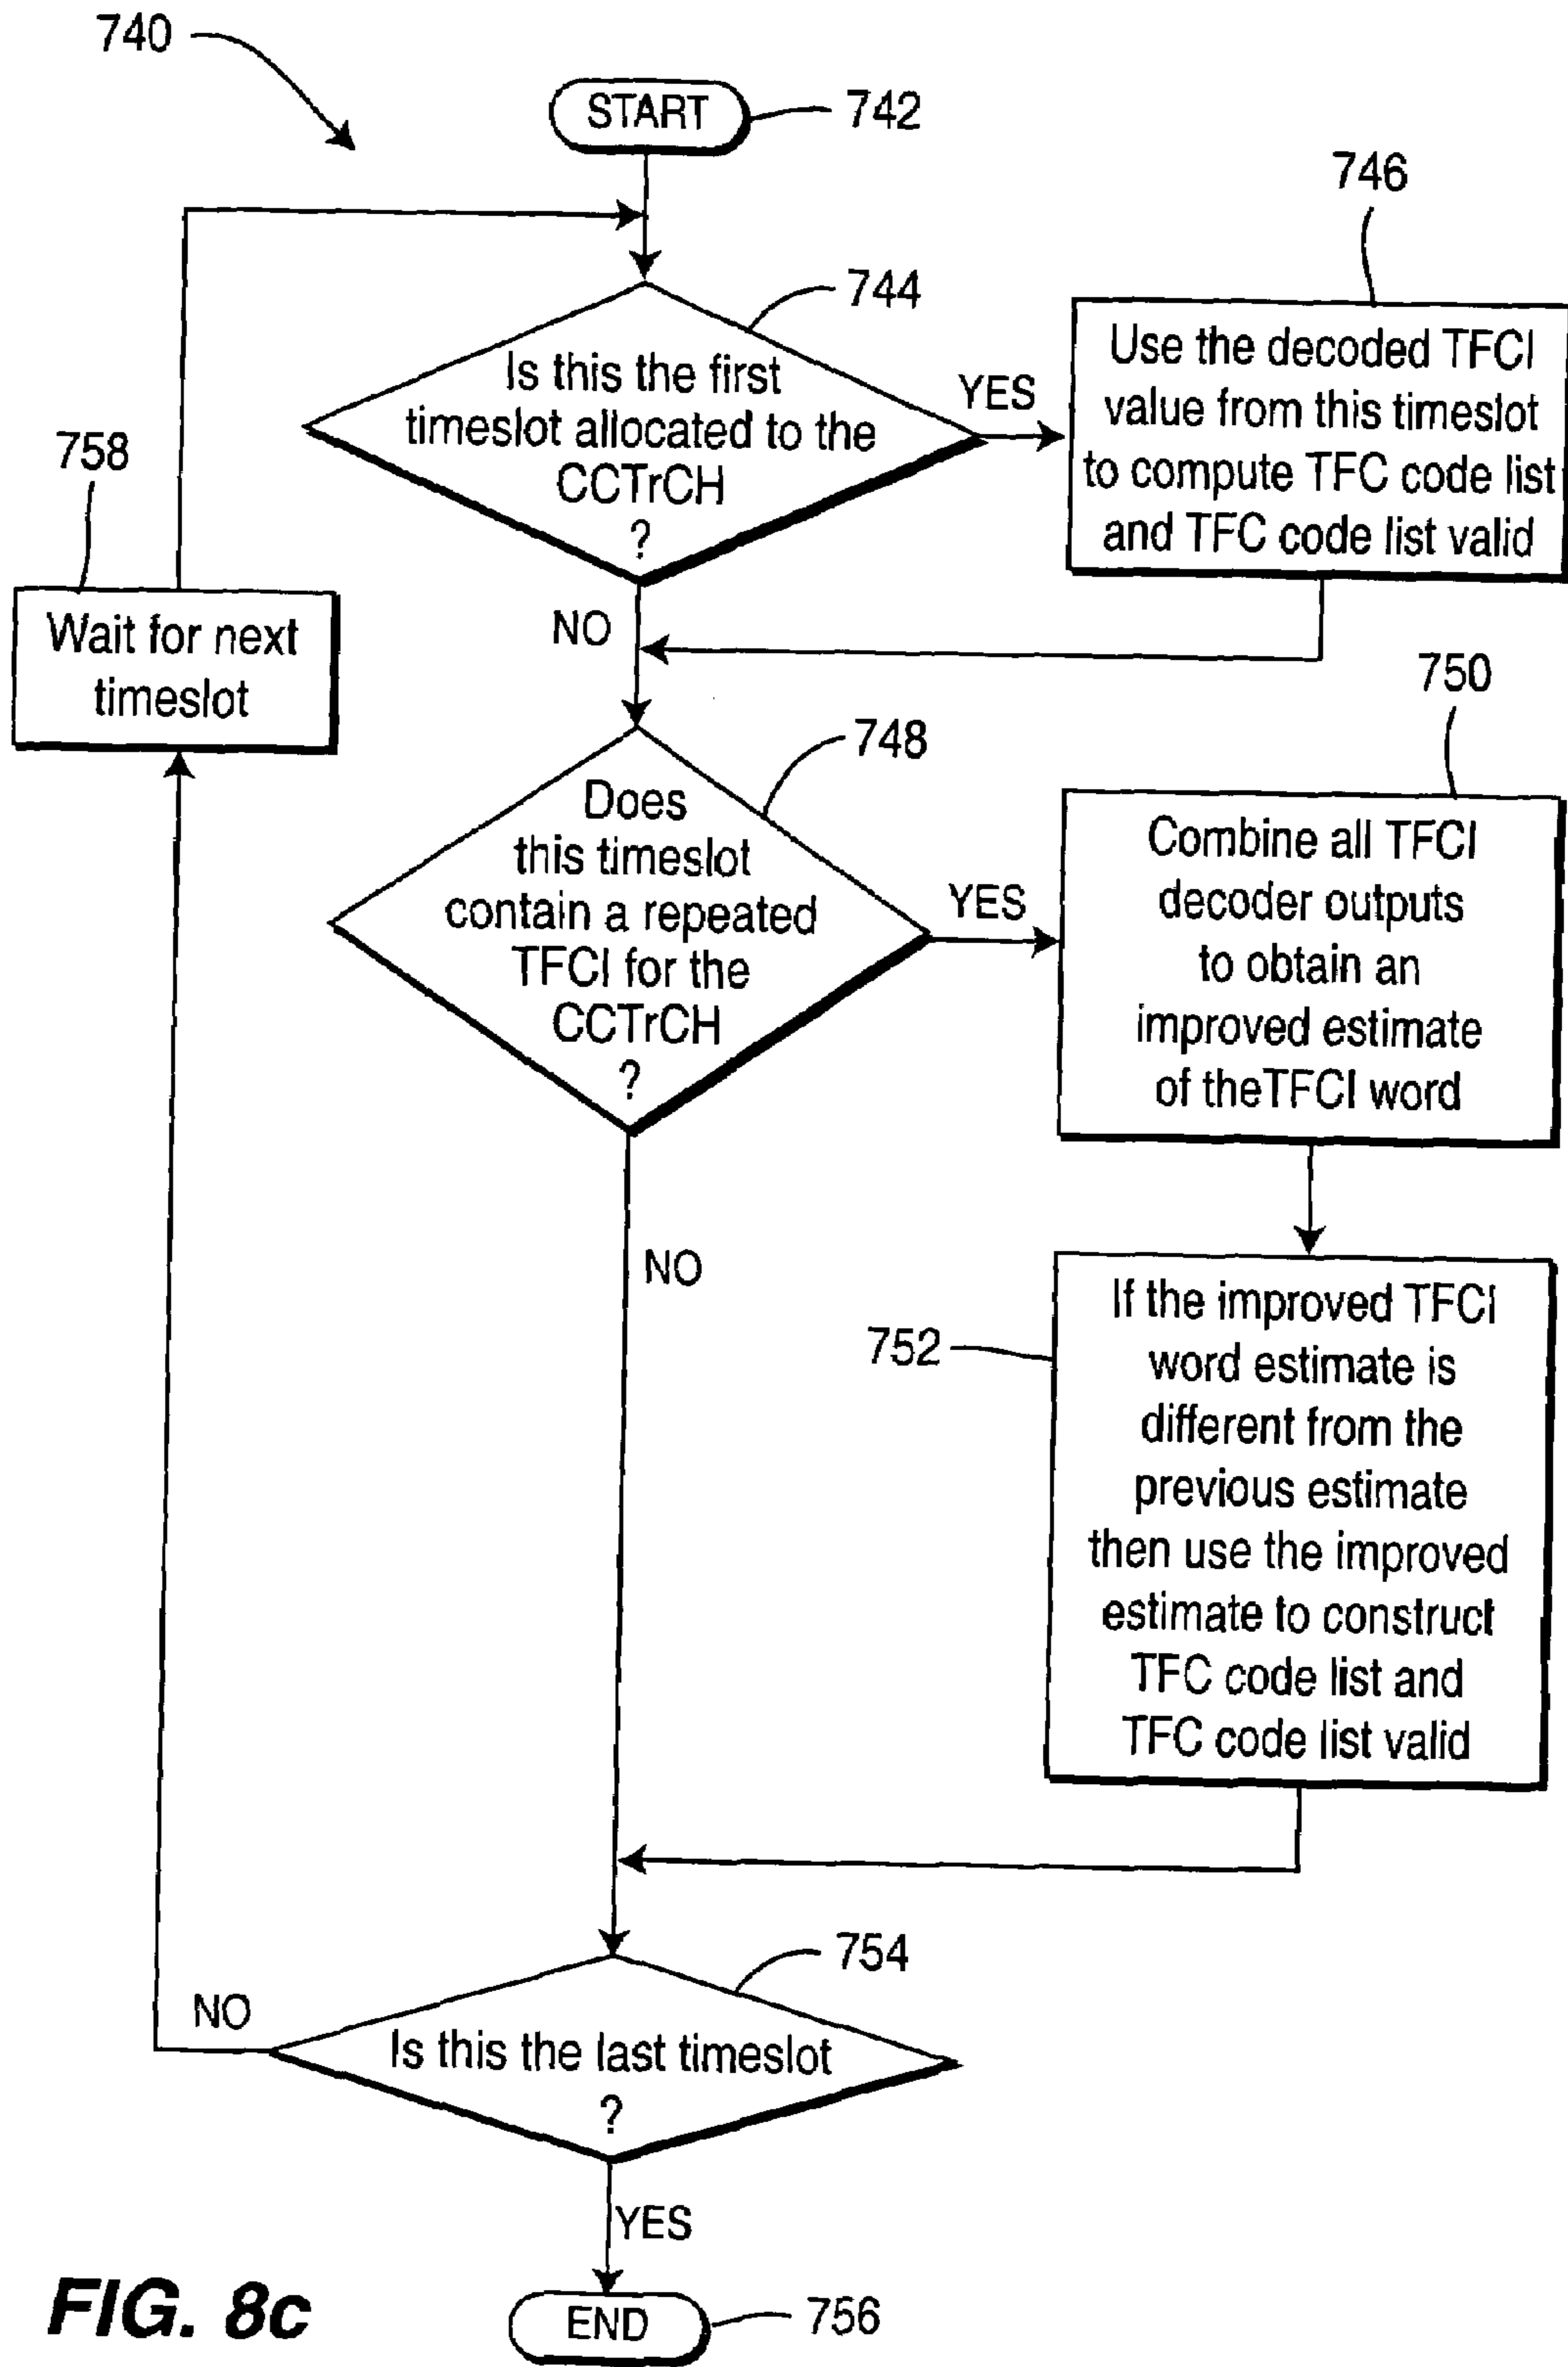 740
START
742
744
Is this the first
timeslot allocated to the
CCTrCH
?
YES
746
Use the decoded TFCI
value from this timeslot
to compute TFC code list
and TFC code list valid
758
Wait for next
timeslot
NO
748
Does
this timeslot
contain a repeated
TFCI for the
CCTrCH
?
YES
750
Combine all TFCI
decoder outputs
to obtain an
improved estimate
of theTFCI word
NO
752
If the improved TFCI
word estimate is
different from the
previous estimate
then use the improved
estimate to construct
TFC code list and
TFC code list valid
754
NO
Is this the last timeslot
?
YES
END
756
FIG. 8c